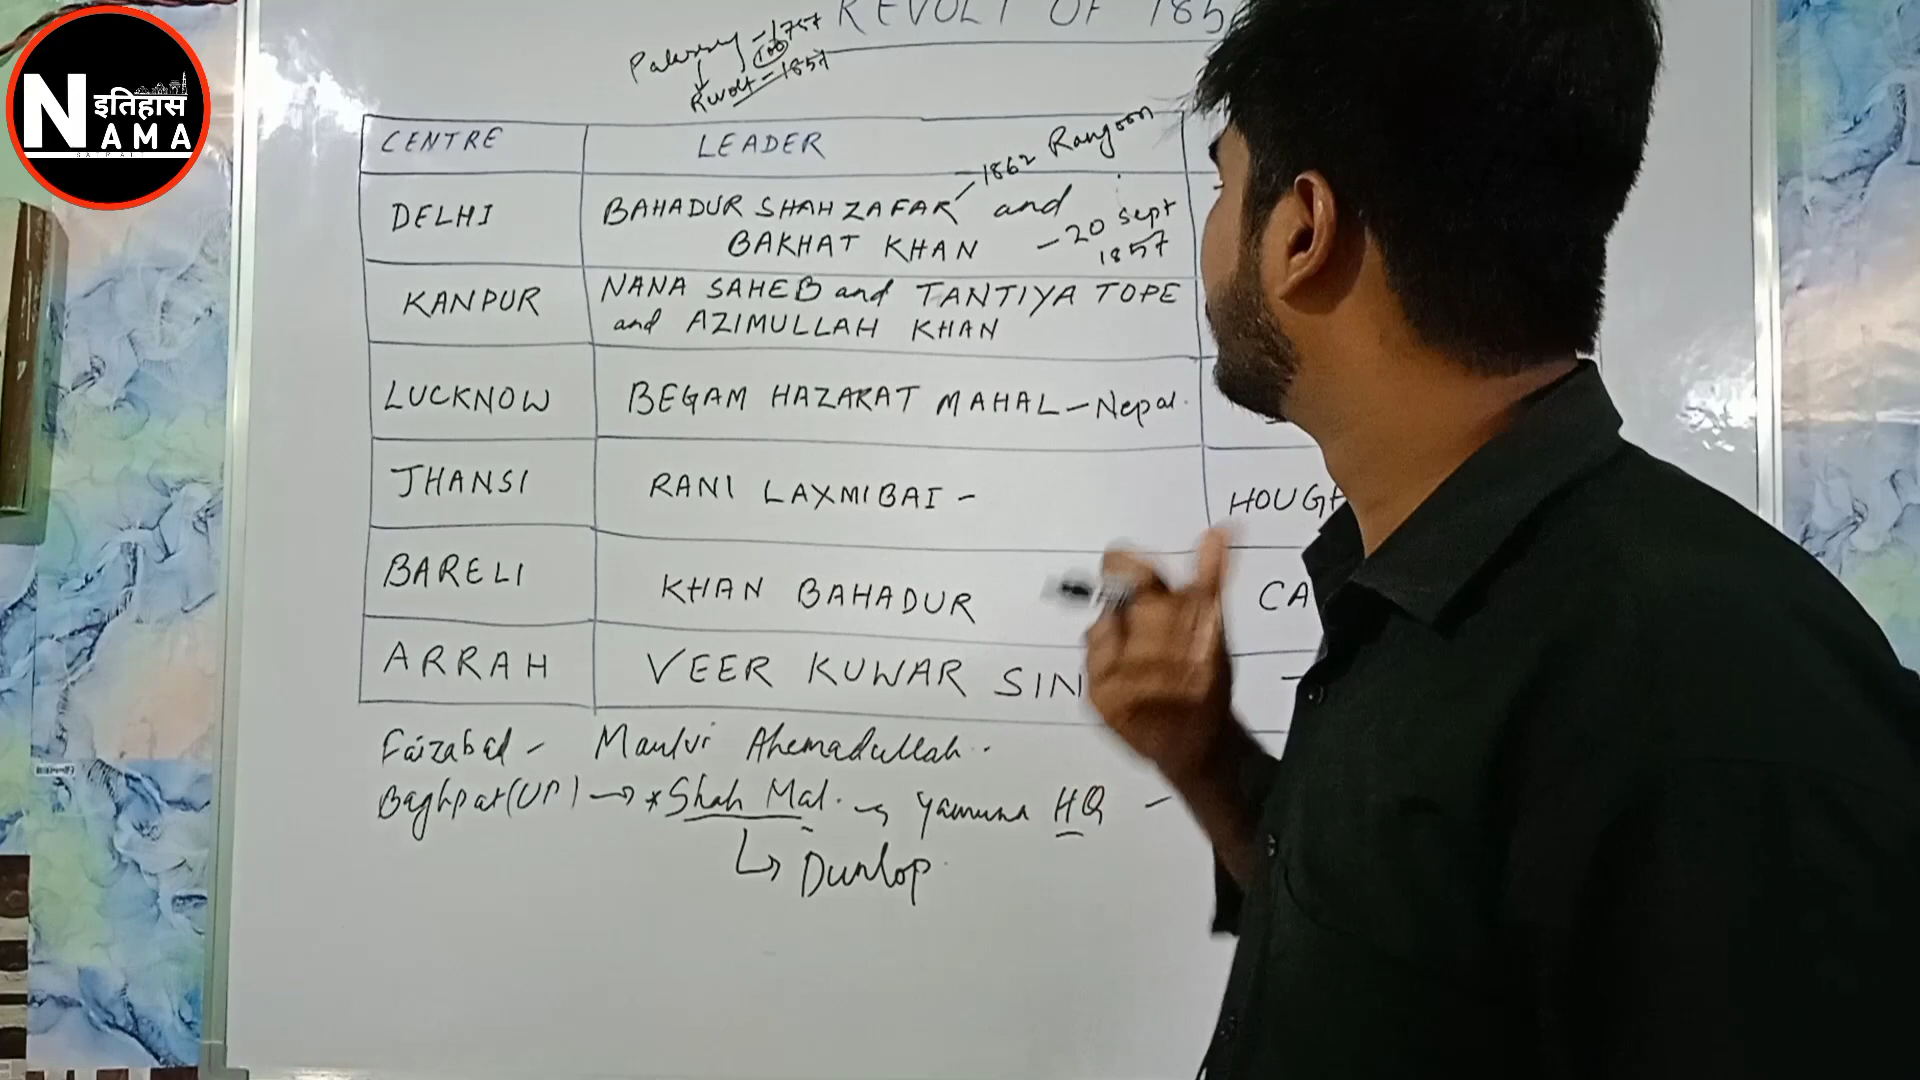 N इतिहास
AMA
REVOLT OF 185
1757
100
Revolt - 1857
CENTRE LEADER
1862 Rangoon
DELHI BAHADUR SHAH ZAFAR and
BAKHAT KHAN - 20 sept
1857
KANPUR NANA SAHEB and TANTIYA TOPE
and AZIMULLAH KHAN
LUCKNOW BEGAM HAZARAT MAHAL - Nepal.
JHANSI RANI LAXMIBAI - HOUGH
BARELI KHAN BAHADUR CA
ARRAH VEER KUWAR SIN -
Faizabad - Maulvi Ahemadullah.
Baghpat (UP) → * Shah Mal. → Yamuna HQ -
↳ Dunlop.